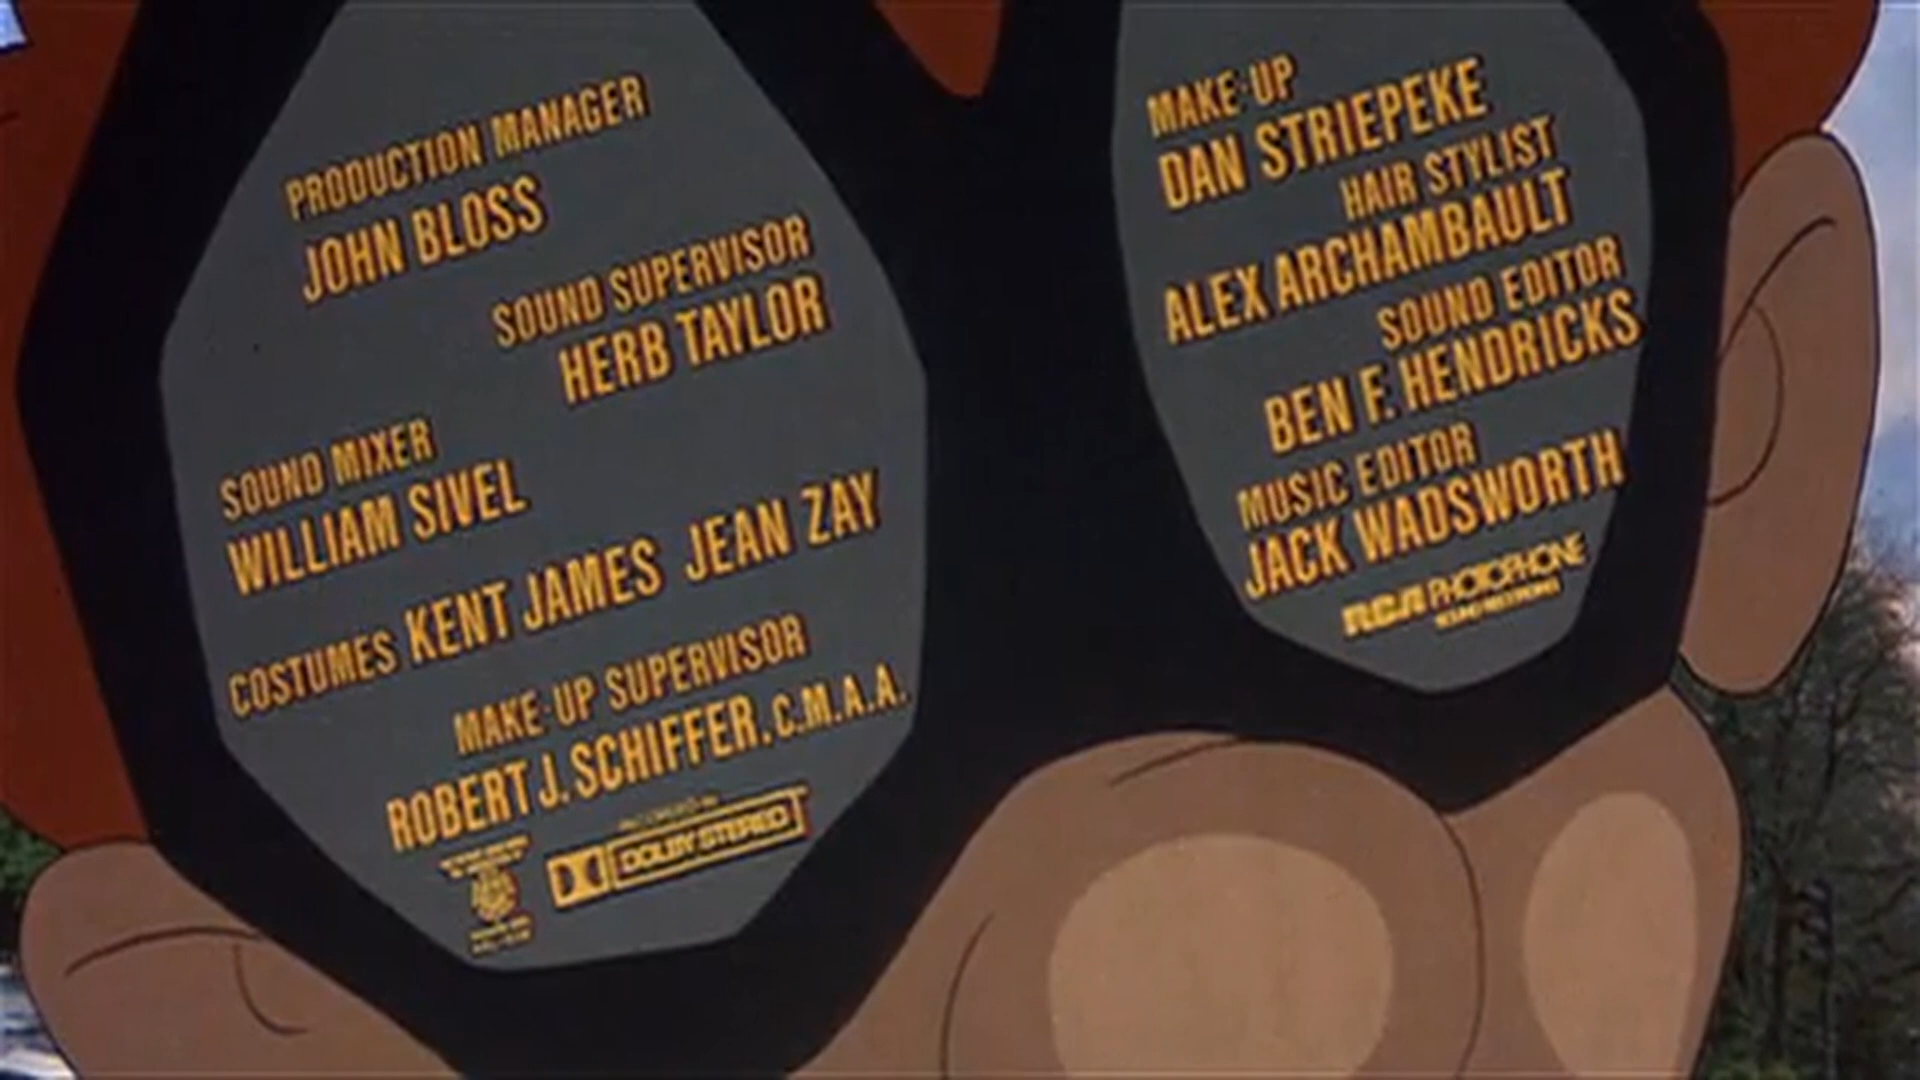 PRODUCTION MANAGER
JOHN BLOSS
SOUND SUPERVISOR
HERB TAYLOR
SOUND MIXER
WILLIAM SIVEL
COSTUMES KENT JAMES JEAN ZAY
MAKE-UP SUPERVISOR
ROBERT J. SCHIFFER. C.M.A.A.
DOLBY STEREO
MAKE-UP
DAN STRIEPEKE
HAIR STYLIST
ALEX ARCHAMBAULT
SOUND EDITOR
BEN F. HENDRICKS
MUSIC EDITOR
JACK WADSWORTH
RCA PHOTOPHONE